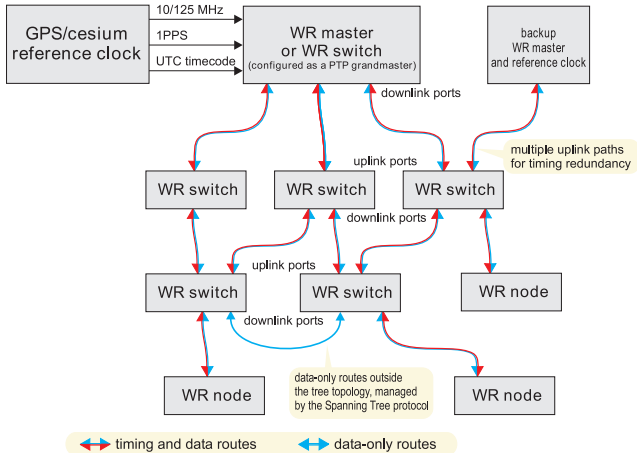 10/125 MHz
GPS/cesium
reference clock
1PPS
UTC timecode
WR master
or WR switch
(configured as a PTP grandmaster)
backup
WR master
and reference clock
downlink ports
multiple uplink paths
for timing redundancy
uplink ports
WR switch
WR switch
WR switch
downlink ports
uplink ports
WR switch
WR switch
WR node
downlink ports
data-only routes outside
the tree topology, managed
by the Spanning Tree protocol
WR node
WR node
timing and data routes
data-only routes